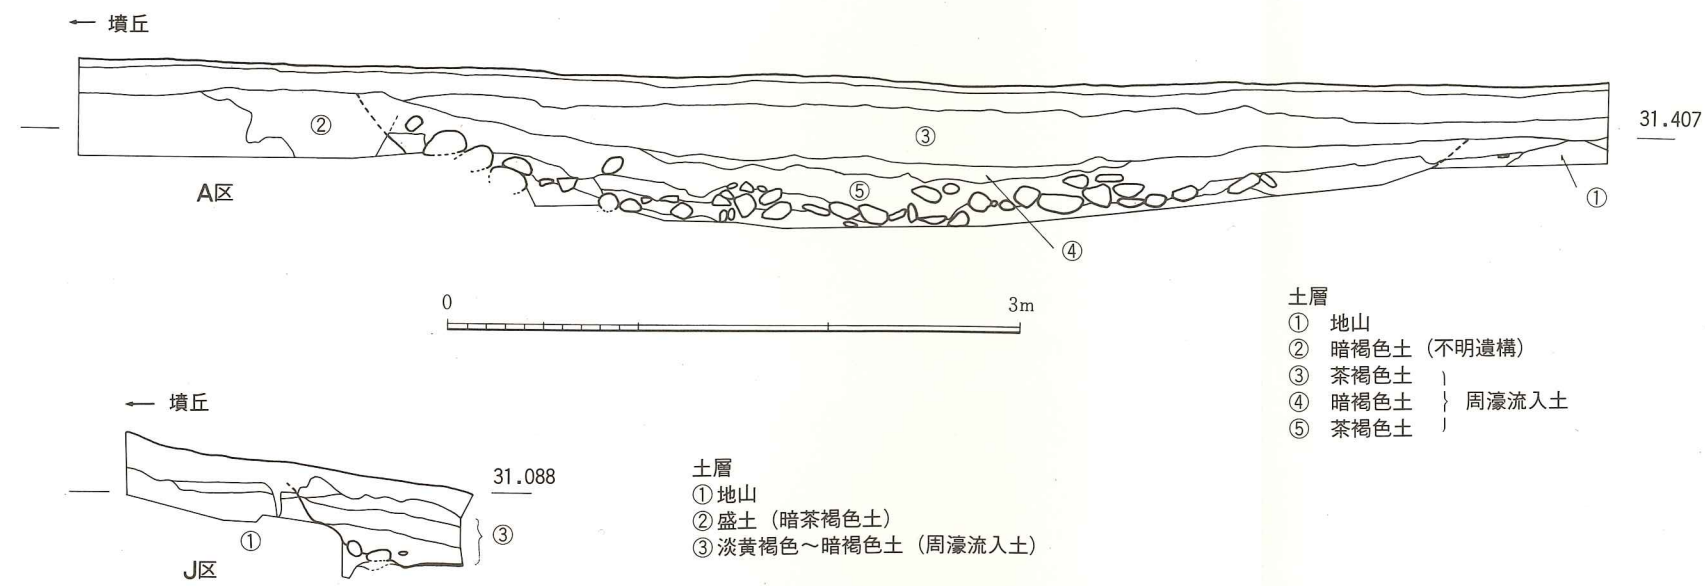 ← 墳丘
31.407
②
③
⑤
①
④
A区
0 3m
土層
① 地山
② 暗褐色土（不明遺構）
③ 茶褐色土
④ 暗褐色土
⑤ 茶褐色土
周濠流入土
← 墳丘
31.088
①
③
J区
土層
①地山
②盛土（暗茶褐色土）
③淡黄褐色～暗褐色土（周濠流入土）